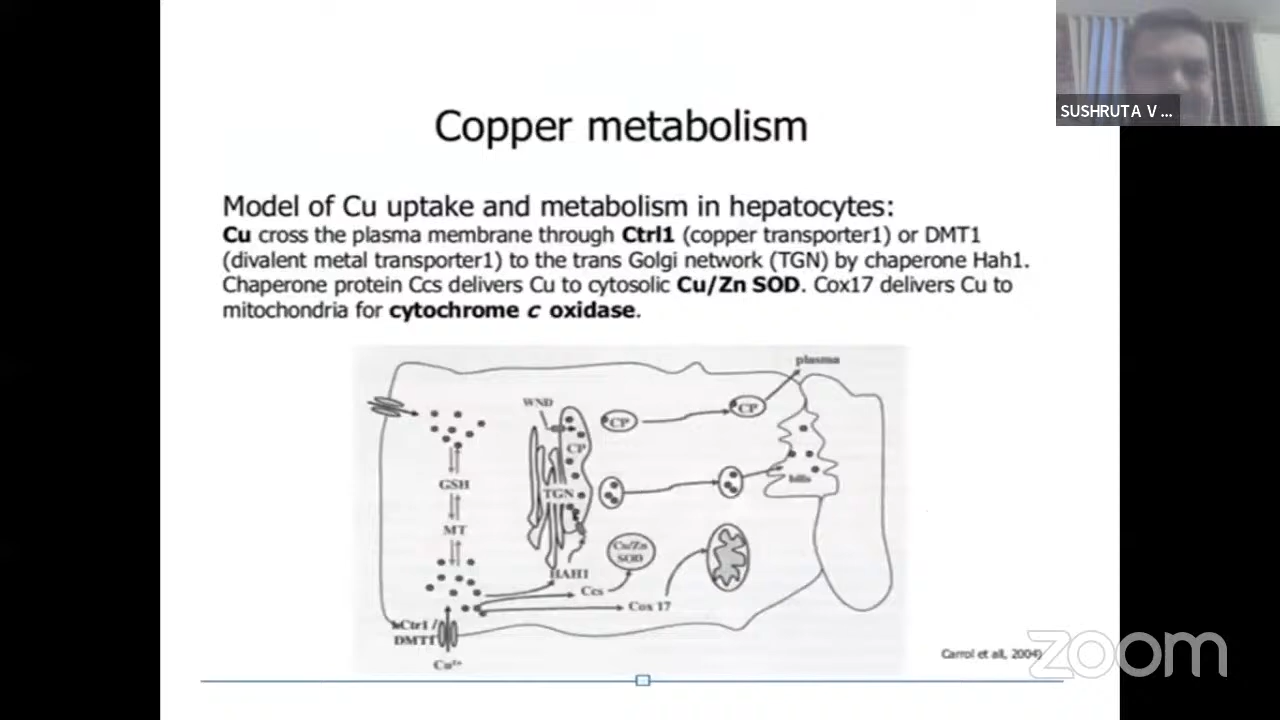 SUSHRUTA V ...
Copper metabolism
Model of Cu uptake and metabolism in hepatocytes:
Cu cross the plasma membrane through Ctrl1 (copper transporter1) or DMT1
(divalent metal transporter1) to the trans Golgi network (TGN) by chaperone Hah1.
Chaperone protein Ccs delivers Cu to cytosolic Cu/Zn SOD. Cox17 delivers Cu to
mitochondria for cytochrome c oxidase.
plasma
WND
CP
CP
CP
GSH
TGN
MT
Cu/Zn
SOD
HAH1
Ccs
Cox 17
hCtr1 /
DMT1
Cu²⁺
Carrol et all, 2004)
zoom